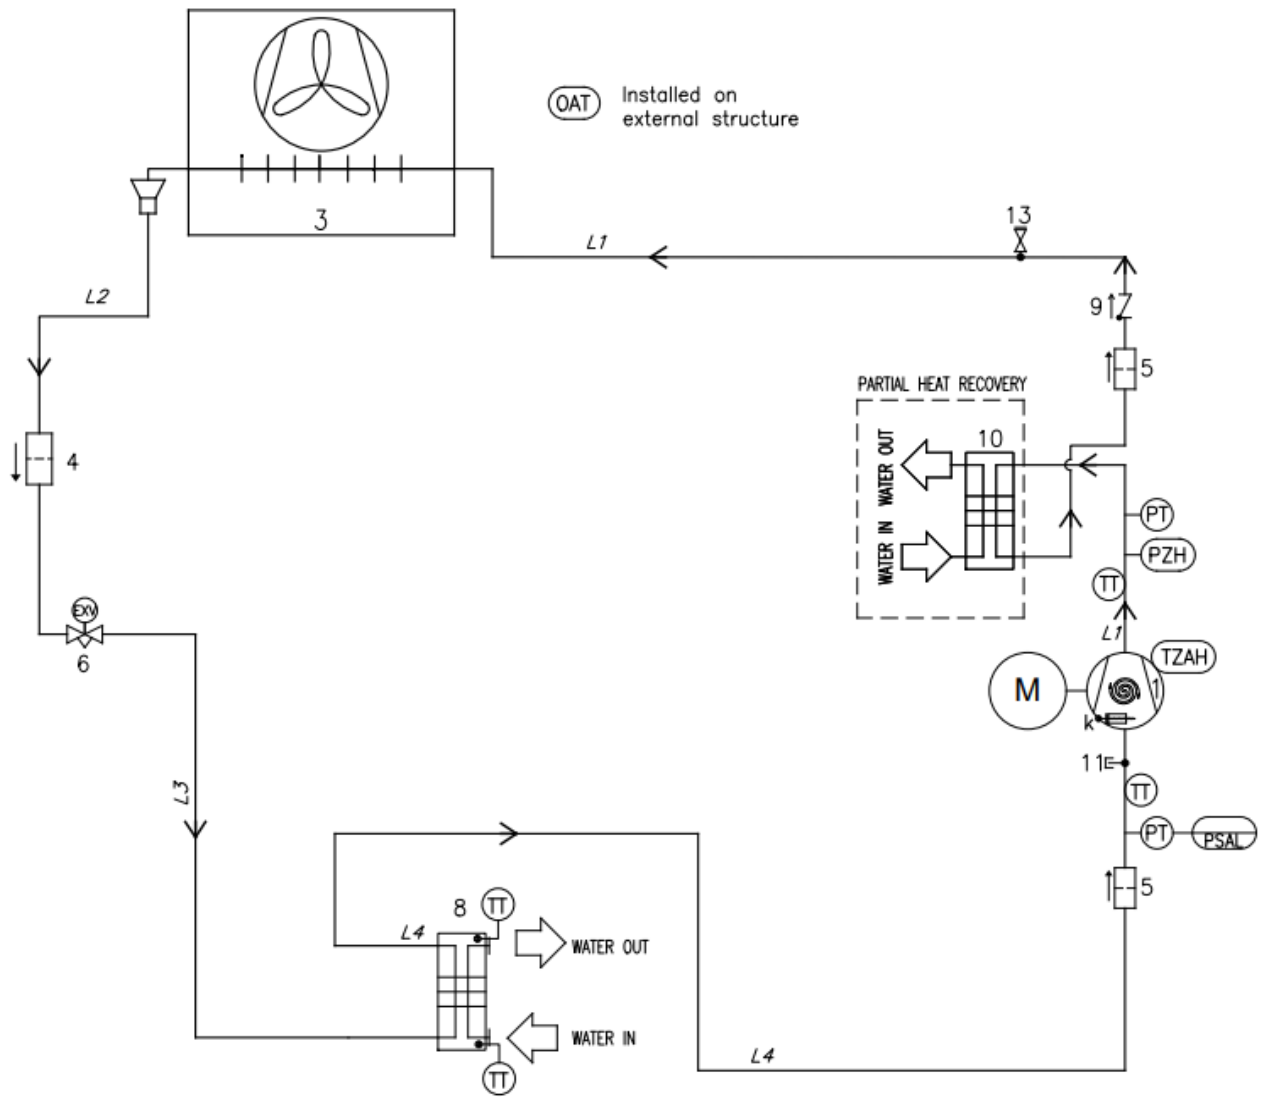 OAT
Installed on
external structure
3
13
L1
L2
9
5
PARTIAL HEAT RECOVERY
10
WATER OUT
WATER IN
4
PT
PZH
TT
EXV
6
L1
TZAH
M
1
k
11
TT
L3
PT
PSAL
5
8
TT
L4
WATER OUT
WATER IN
L4
TT